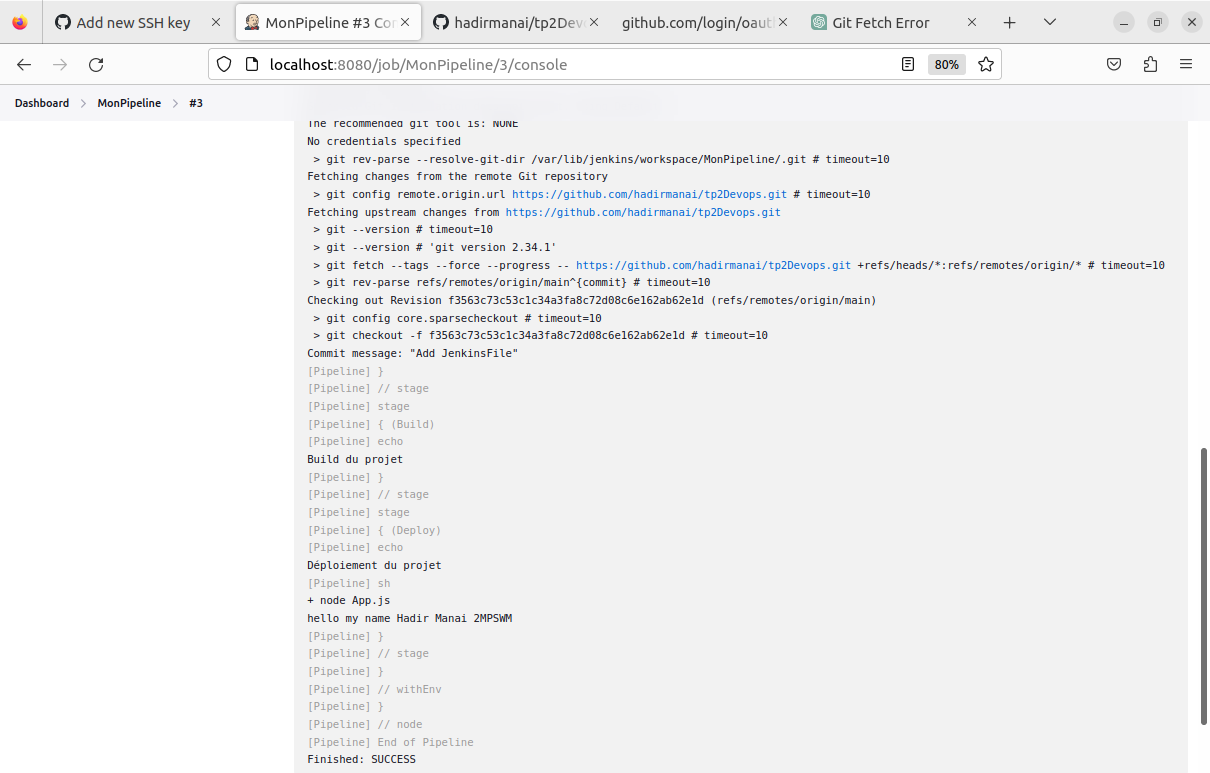 Add new SSH key
MonPipeline #3 Co
hadirmanai/tp2Dev
github.com/login/oaut
Git Fetch Error
localhost:8080/job/MonPipeline/3/console
80%
Dashboard > MonPipeline > #3
The recommended git tool is: NONE
No credentials specified
> git rev-parse --resolve-git-dir /var/lib/jenkins/workspace/MonPipeline/.git # timeout=10
Fetching changes from the remote Git repository
> git config remote.origin.url https://github.com/hadirmanai/tp2Devops.git # timeout=10
Fetching upstream changes from https://github.com/hadirmanai/tp2Devops.git
> git --version # timeout=10
> git --version # 'git version 2.34.1'
> git fetch --tags --force --progress -- https://github.com/hadirmanai/tp2Devops.git +refs/heads/*:refs/remotes/origin/* # timeout=10
> git rev-parse refs/remotes/origin/main^{commit} # timeout=10
Checking out Revision f3563c73c53c1c34a3fa8c72d08c6e162ab62e1d (refs/remotes/origin/main)
> git config core.sparsecheckout # timeout=10
> git checkout -f f3563c73c53c1c34a3fa8c72d08c6e162ab62e1d # timeout=10
Commit message: "Add JenkinsFile"
[Pipeline] }
[Pipeline] // stage
[Pipeline] stage
[Pipeline] { (Build)
[Pipeline] echo
Build du projet
[Pipeline] }
[Pipeline] // stage
[Pipeline] stage
[Pipeline] { (Deploy)
[Pipeline] echo
Déploiement du projet
[Pipeline] sh
+ node App.js
hello my name Hadir Manai 2MPSWM
[Pipeline] }
[Pipeline] // stage
[Pipeline] }
[Pipeline] // withEnv
[Pipeline] }
[Pipeline] // node
[Pipeline] End of Pipeline
Finished: SUCCESS